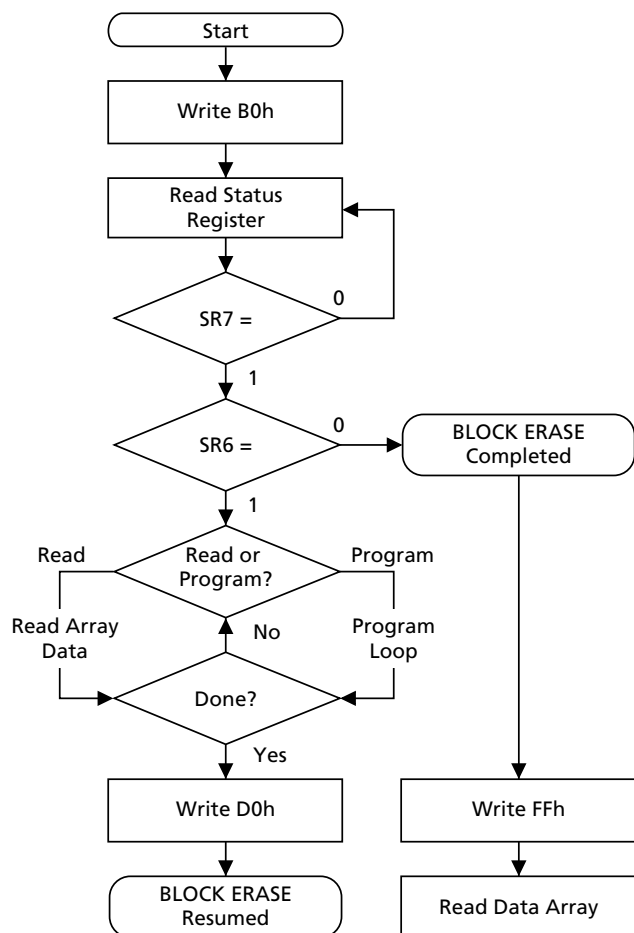 Start
Write B0h
Read Status
Register
0
SR7 =
1
0
SR6 =
BLOCK ERASE
Completed
1
Read
Read or
Program?
Program
Read Array
Data
No
Program
Loop
Done?
Yes
Write D0h
Write FFh
BLOCK ERASE
Resumed
Read Data Array